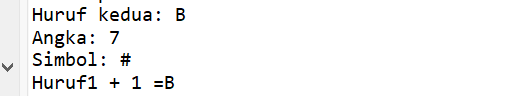 Huruf kedua: B
Angka: 7
Simbol: #
Huruf1 + 1 =B